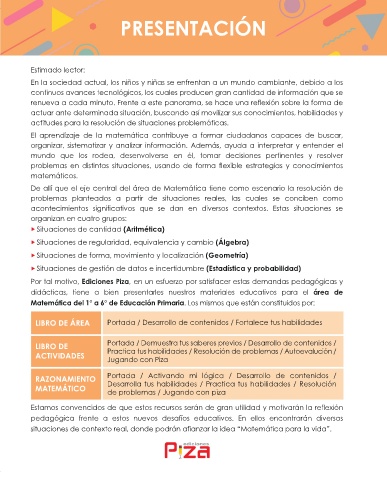 PRESENTACIÓN
Estimado lector:
En la sociedad actual, los niños y niñas se enfrentan a un mundo cambiante, debido a los
continuos avances tecnológicos, los cuales producen gran cantidad de información que se
renueva a cada minuto. Frente a este panorama, se hace una reflexión sobre la forma de
actuar ante determinada situación, buscando así movilizar sus conocimientos, habilidades y
actitudes para la resolución de situaciones problemáticas.
El aprendizaje de la matemática contribuye a formar ciudadanos capaces de buscar,
organizar, sistematizar y analizar información. Además, ayuda a interpretar y entender el
mundo que los rodea, desenvolverse en él, tomar decisiones pertinentes y resolver
problemas en distintas situaciones, usando de forma flexible estrategias y conocimientos
matemáticos.
De allí que el eje central del área de Matemática tiene como escenario la resolución de
problemas planteados a partir de situaciones reales, las cuales se conciben como
acontecimientos significativos que se dan en diversos contextos. Estas situaciones se
organizan en cuatro grupos:
Situaciones de cantidad (Aritmética)
Situaciones de regularidad, equivalencia y cambio (Álgebra)
Situaciones de forma, movimiento y localización (Geometría)
Situaciones de gestión de datos e incertidumbre (Estadística y probabilidad)
Por tal motivo, Ediciones Piza, en un esfuerzo por satisfacer estas demandas pedagógicas y
didácticas, tiene a bien presentarles nuestros materiales educativos para el área de
Matemática del 1° a 6° de Educación Primaria. Los mismos que están constituidos por:
LIBRO DE ÁREA
Portada / Desarrollo de contenidos / Fortalece tus habilidades
LIBRO DE
ACTIVIDADES
Portada / Demuestra tus saberes previos / Desarrollo de contenidos /
Practica tus habilidades / Resolución de problemas / Autoevalución /
Jugando con Piza
RAZONAMIENTO
MATEMÁTICO
Portada / Activando mi lógica / Desarrollo de contenidos /
Desarrolla tus habilidades / Practica tus habilidades / Resolución
de problemas / Jugando con piza
Estamos convencidos de que estos recursos serán de gran utilidad y motivarán la reflexión
pedagógica frente a estos nuevos desafíos educativos. En ellos encontrarán diversas
situaciones de contexto real, donde podrán afianzar la idea "Matemática para la vida".
ediciones
Piza